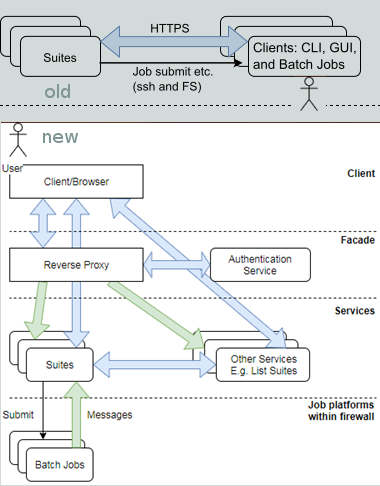 HTTPS
Suites
Clients: CLI, GUI,
and Batch Jobs
Job submit etc.
(ssh and FS)
old
new
User
Client/Browser
Client
Facade
Reverse Proxy
Authentication
Service
Services
Suites
Other Services
E.g. List Suites
Job platforms
within firewall
Submit
Messages
Batch Jobs